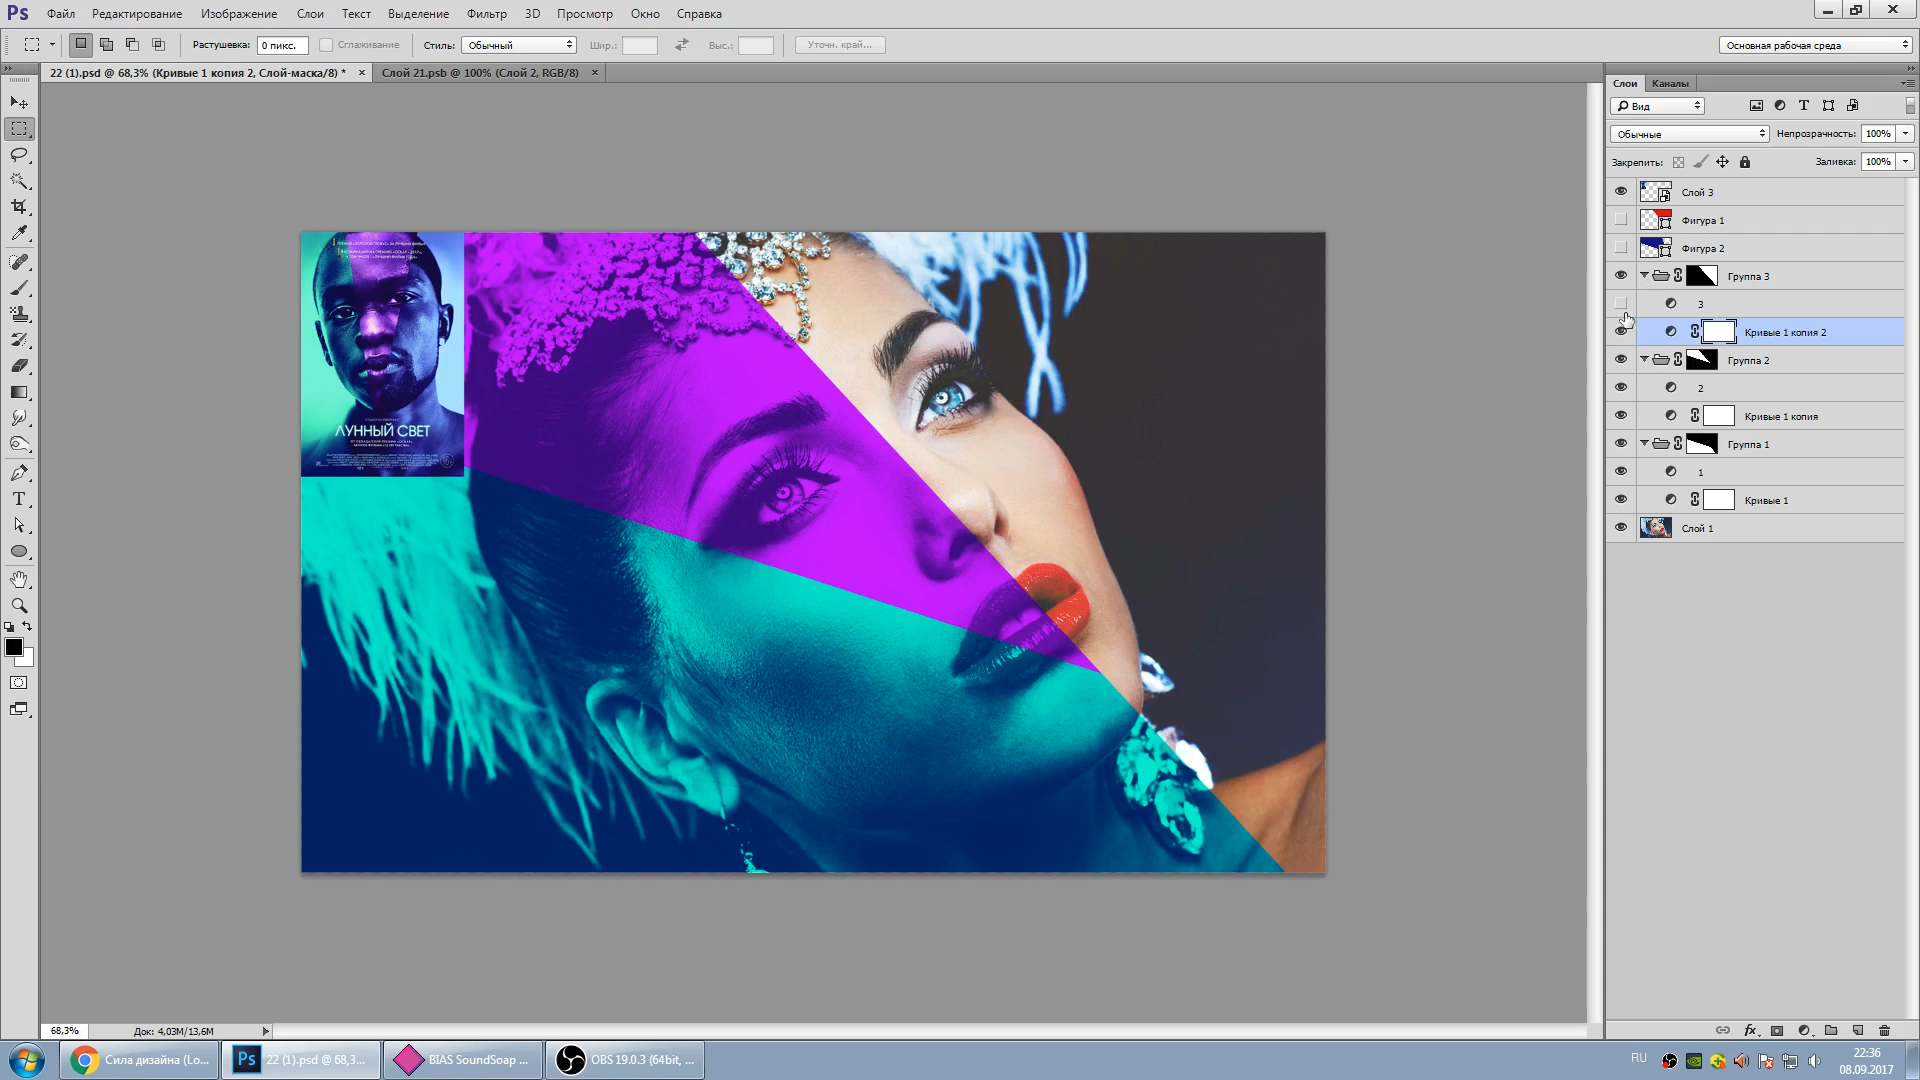 Ps Файл Редактирование Изображение Слои Текст Выделение Фильтр 3D Просмотр Окно Справка
Растушевка: 0 пикс. Сглаживание Стиль: Обычный Шир.: Выс.: Уточн. край... Основная рабочая среда
22 (1).psd @ 68,3% (Кривые 1 копия 2, Слой-маска/8) * × Слой 21.psb @ 100% (Слой 2, RGB/8) ×
Слои Каналы
Вид
Обычные Непрозрачность: 100%
Закрепить: Заливка: 100%
Слой 3
Фигура 1
Фигура 2
Группа 3
3
Кривые 1 копия 2
Группа 2
2
Кривые 1 копия
Группа 1
1
Кривые 1
Слой 1
ЛУННЫЙ СВЕТ
68,3% Док: 4,03M/13,6M
Сила дизайна (Lo...
Ps 22 (1).psd @ 68,3...
BIAS SoundSoap ...
OBS 19.0.3 (64bit, ...
RU
22:36
08.09.2017